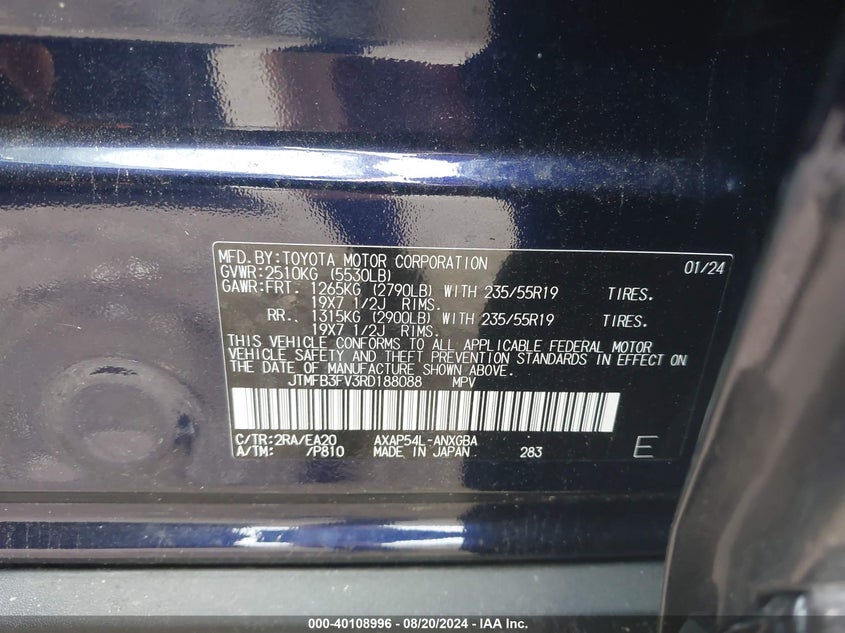 MFD.BY:TOYOTA MOTOR CORPORATION 01/24
GVWR:2510KG (5530LB)
GAWR:FRT. 1265KG (2790LB) WITH 235/55R19 TIRES.
19X7 1/2J RIMS.
RR.. 1315KG (2900LB) WITH 235/55R19 TIRES.
19X7 1/2J RIMS.
THIS VEHICLE CONFORMS TO ALL APPLICABLE FEDERAL MOTOR
VEHICLE SAFETY AND THEFT PREVENTION STANDARDS IN EFFECT ON
THE DATE OF MANUFACTURE SHOWN ABOVE.
JTMFB3FV3RD188088 MPV
C/TR:2RA/EA20 AXAP54L-ANXGBA
A/TM: /P810 MADE IN JAPAN 283 E
000-40108996 - 08/20/2024 - IAA Inc.